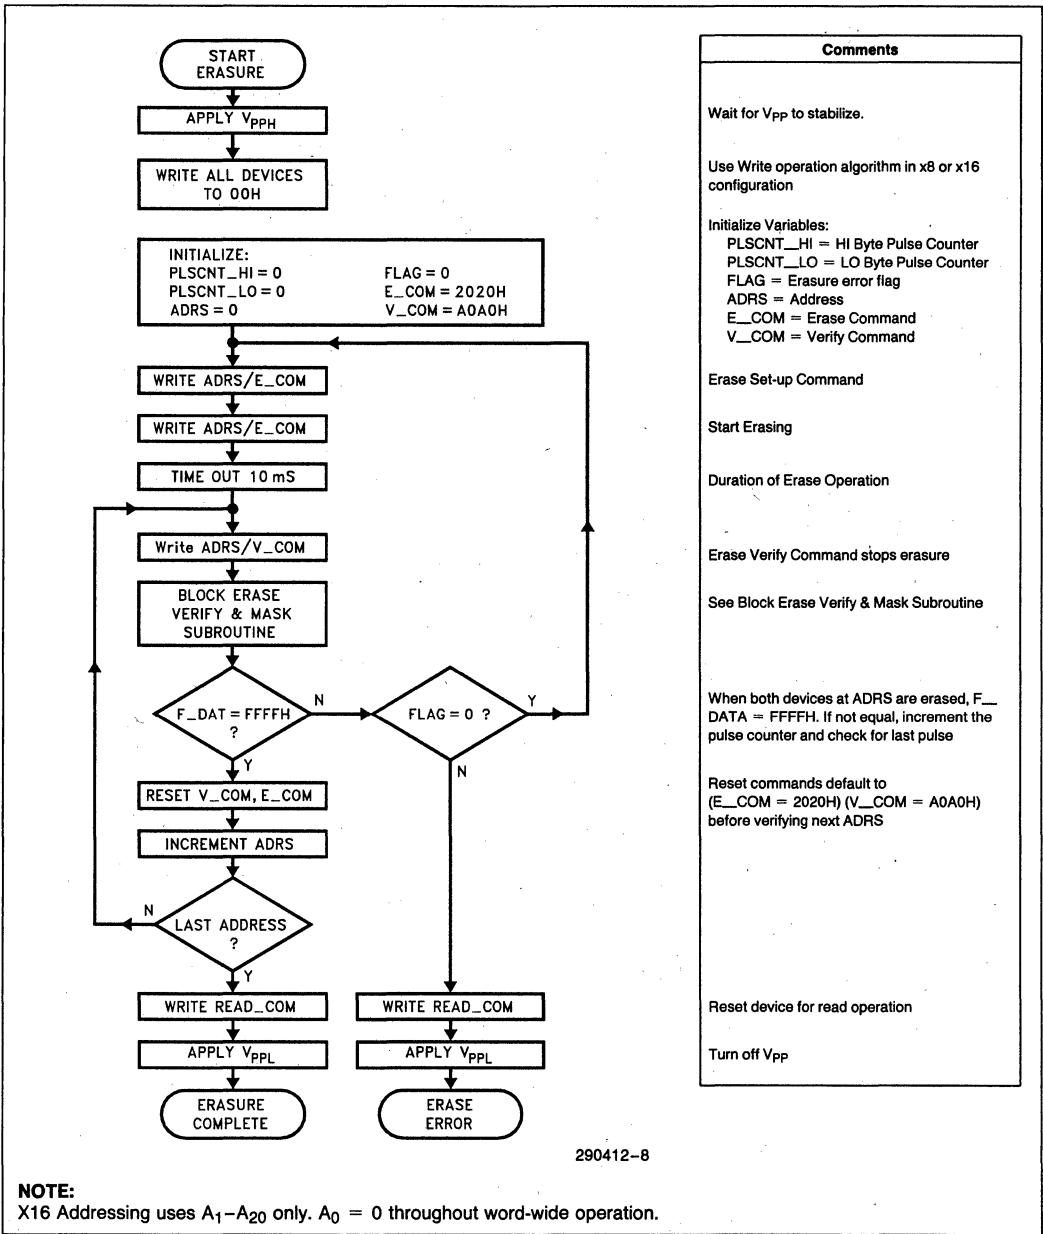 START
ERASURE
APPLY VPPH
WRITE ALL DEVICES
TO 00H
INITIALIZE:
PLSCNT_HI = 0 FLAG = 0
PLSCNT_LO = 0 E_COM = 2020H
ADRS = 0 V_COM = A0A0H
WRITE ADRS/E_COM
WRITE ADRS/E_COM
TIME OUT 10 mS
Write ADRS/V_COM
BLOCK ERASE
VERIFY & MASK
SUBROUTINE
F_DAT = FFFFH
?
N
FLAG = 0 ?
Y
Y
N
RESET V_COM, E_COM
INCREMENT ADRS
N
LAST ADDRESS
?
Y
WRITE READ_COM
APPLY VPPL
ERASURE
COMPLETE
WRITE READ_COM
APPLY VPPL
ERASE
ERROR
Comments
Wait for VPP to stabilize.
Use Write operation algorithm in x8 or x16
configuration
Initialize Variables:
PLSCNT__HI = HI Byte Pulse Counter
PLSCNT__LO = LO Byte Pulse Counter
FLAG = Erasure error flag
ADRS = Address
E__COM = Erase Command
V__COM = Verify Command
Erase Set-up Command
Start Erasing
Duration of Erase Operation
Erase Verify Command stops erasure
See Block Erase Verify & Mask Subroutine
When both devices at ADRS are erased, F__
DATA = FFFFH. If not equal, increment the
pulse counter and check for last pulse
Reset commands default to
(E__COM = 2020H) (V__COM = A0A0H)
before verifying next ADRS
Reset device for read operation
Turn off VPP
290412–8
NOTE:
X16 Addressing uses A1–A20 only. A0 = 0 throughout word-wide operation.